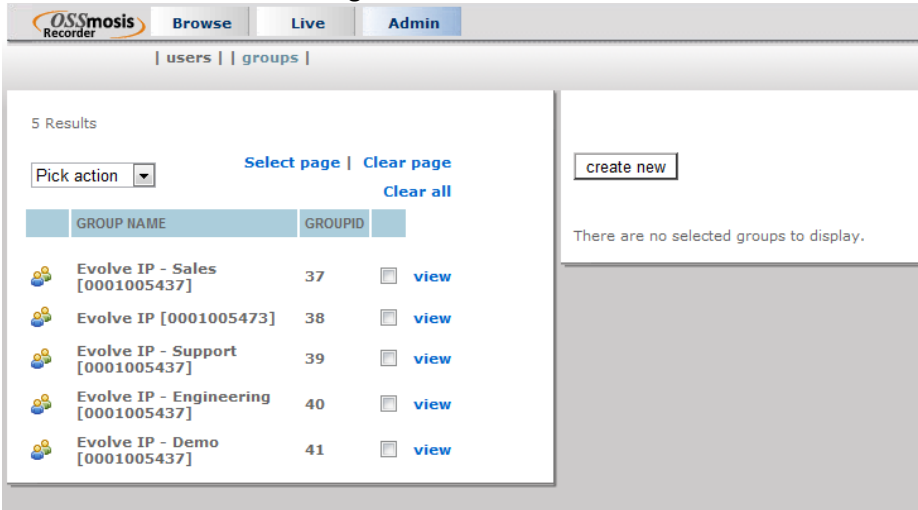 OSSmosis Recorder Browse Live Admin
| users | | groups |
5 Results
Pick action Select page | Clear page
Clear all
GROUP NAME GROUPID
Evolve IP - Sales
[0001005437] 37 view
Evolve IP [0001005473] 38 view
Evolve IP - Support
[0001005437] 39 view
Evolve IP - Engineering
[0001005437] 40 view
Evolve IP - Demo
[0001005437] 41 view
create new
There are no selected groups to display.